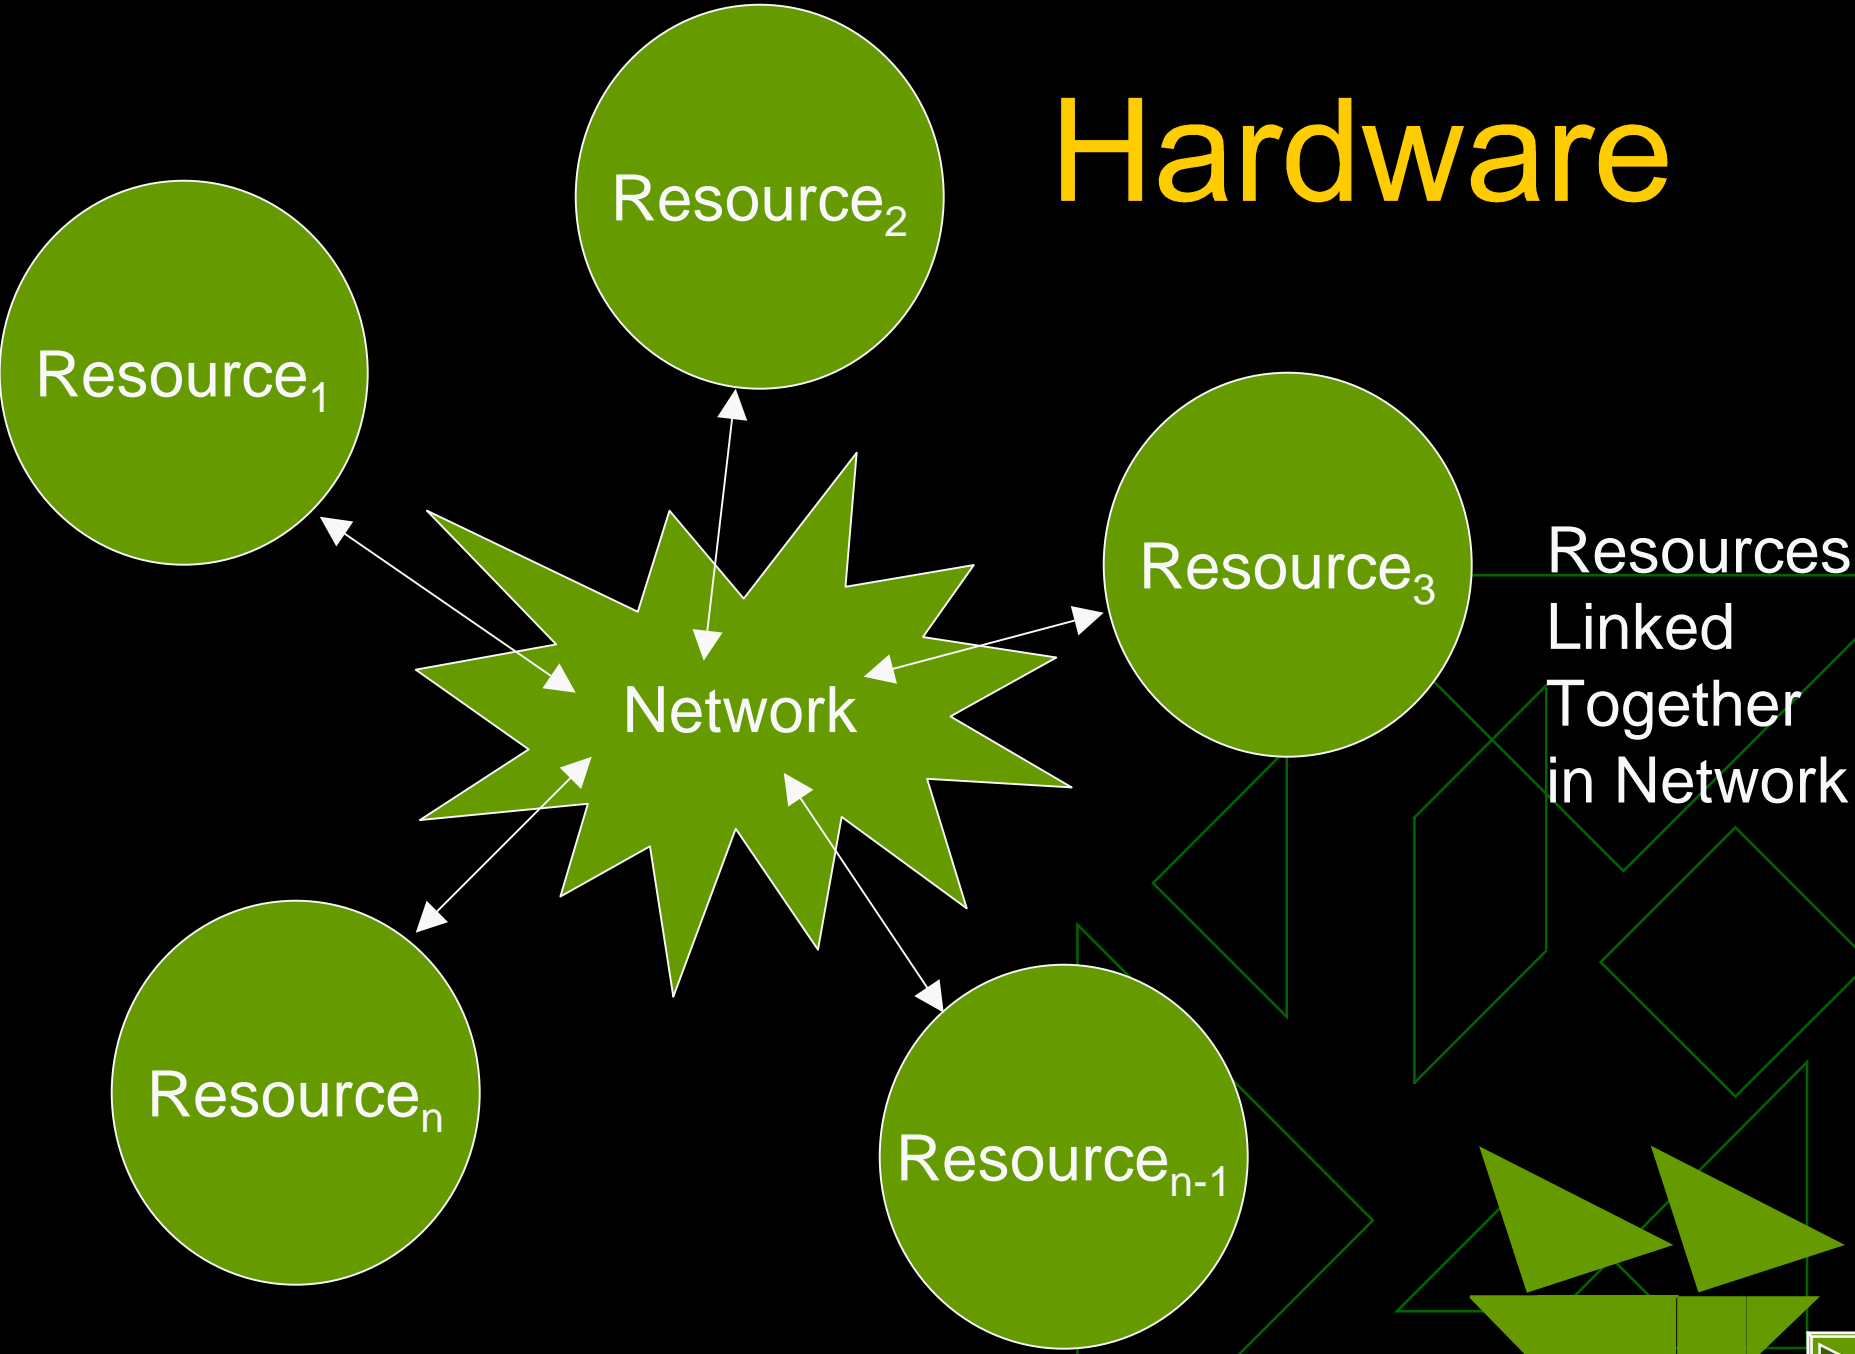 Hardware
Resource₂
Resource₁
Resource₃
Resources
Linked
Together
in Network
Network
Resourceₙ
Resourceₙ₋₁